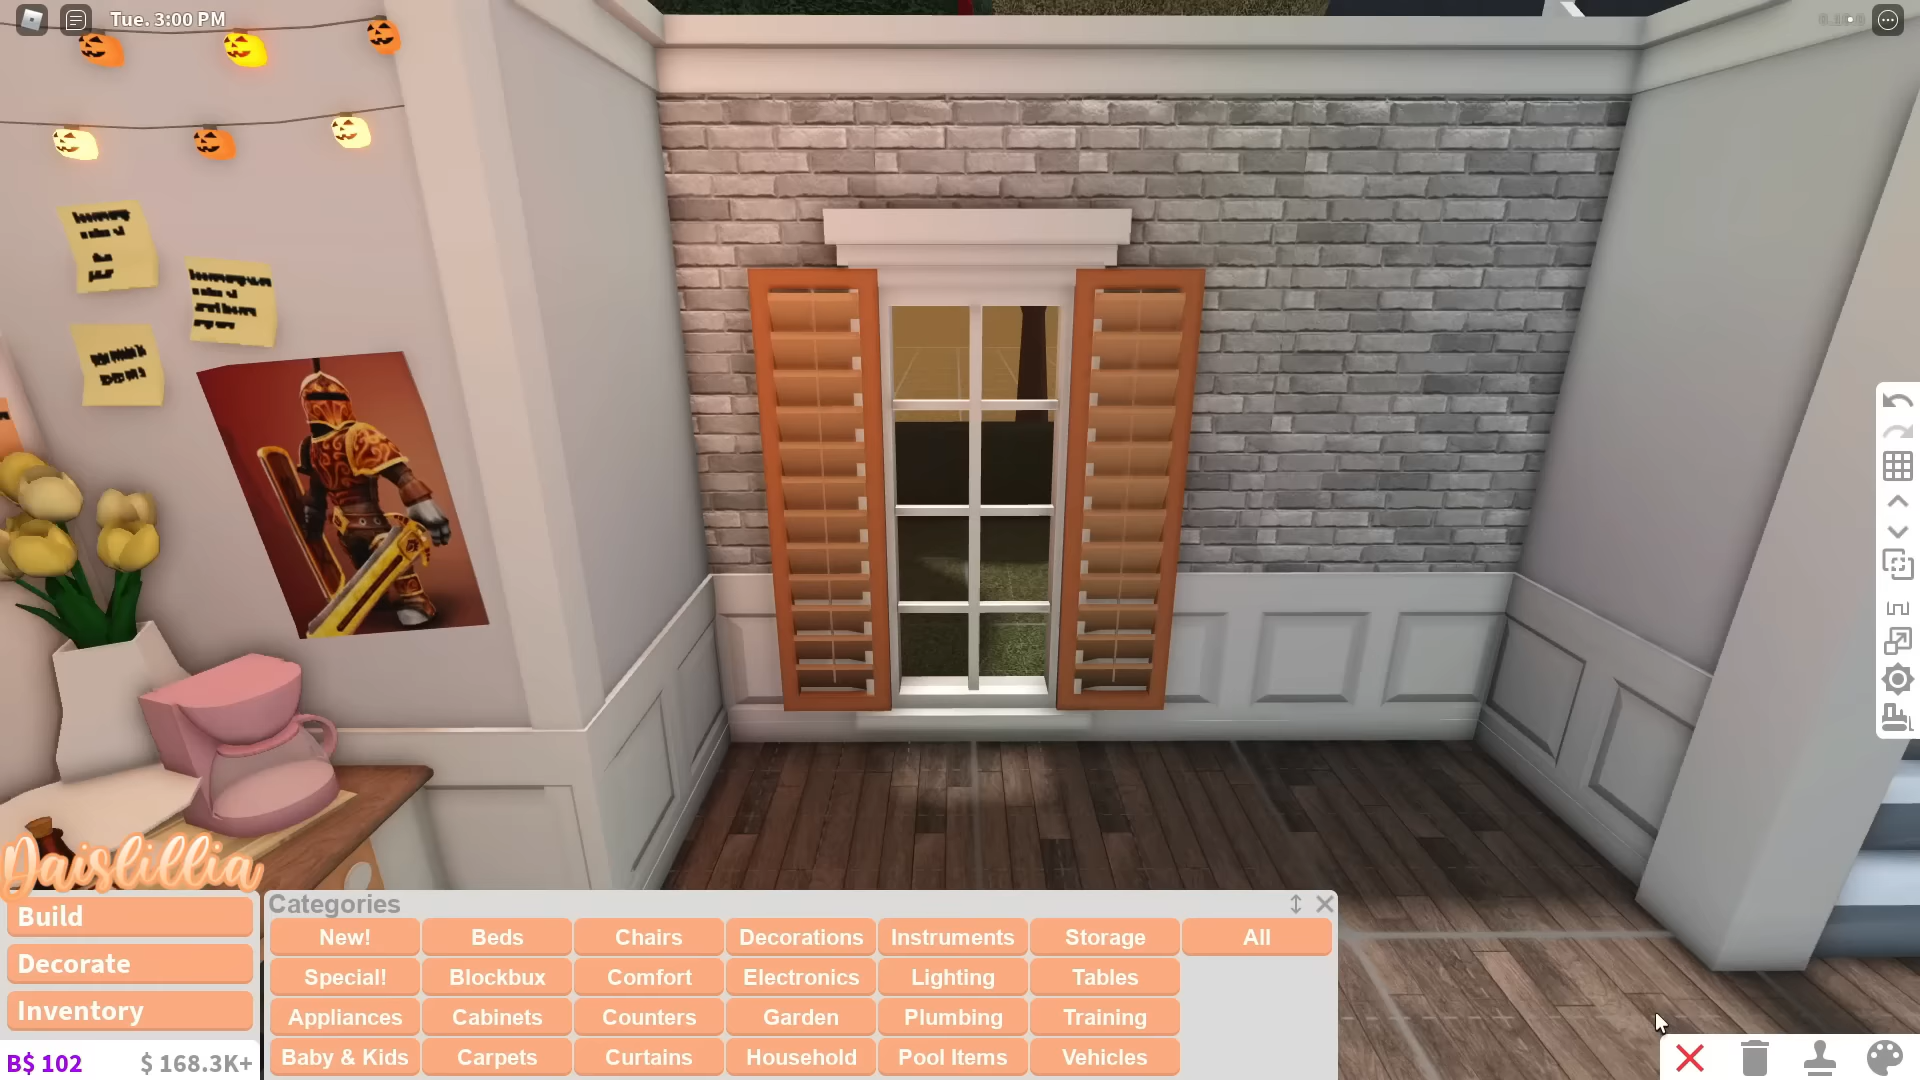 Tue. 3:00 PM
Daislillia
Build
Decorate
Inventory
B$ 102
$ 168.3K+
Categories
New!
Beds
Chairs
Decorations
Instruments
Storage
All
Special!
Blockbux
Comfort
Electronics
Lighting
Tables
Appliances
Cabinets
Counters
Garden
Plumbing
Training
Baby & Kids
Carpets
Curtains
Household
Pool Items
Vehicles